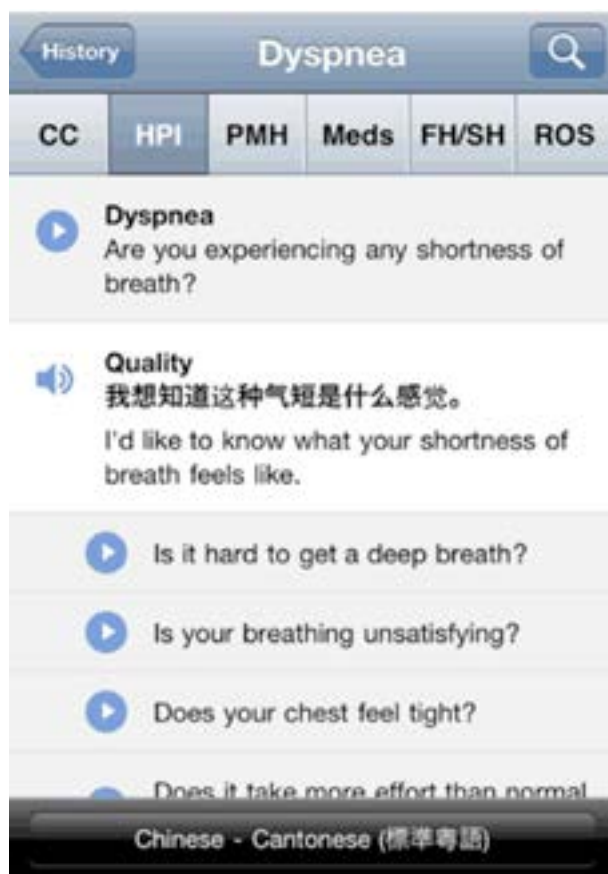 History
Dyspnea
CC HPI PMH Meds FH/SH ROS
Dyspnea
Are you experiencing any shortness of
breath?
Quality
我想知道这种气短是什么感觉。
I'd like to know what your shortness of
breath feels like.
Is it hard to get a deep breath?
Is your breathing unsatisfying?
Does your chest feel tight?
Does it take more effort than normal
Chinese - Cantonese (標準粵語)